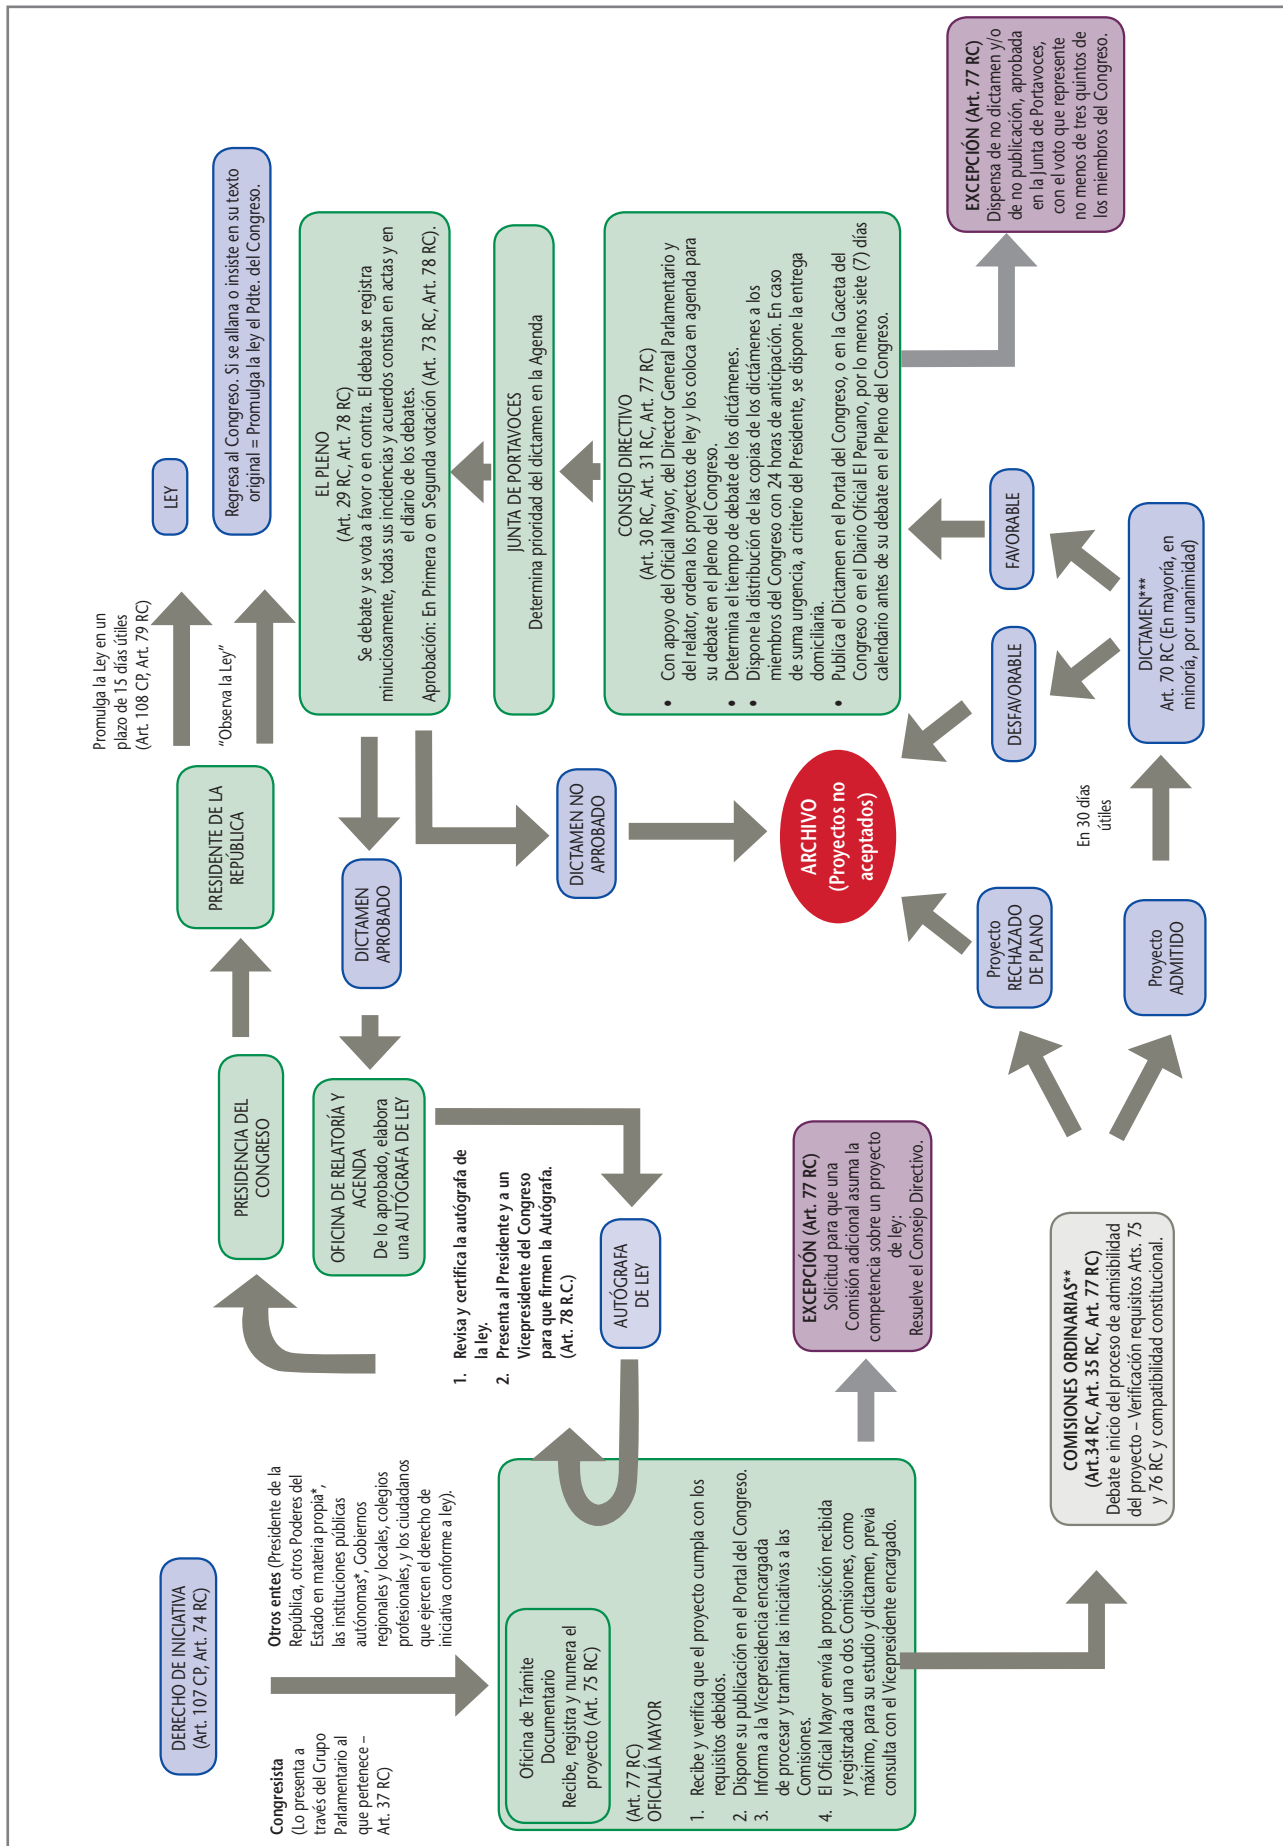 DERECHO DE INICIATIVA
(Art. 107 CP, Art. 74 RC)
Congresista
(Lo presenta a
través del Grupo
Parlamentario al
que pertenece –
Art. 37 RC)
Otros entes (Presidente de la
República, otros Poderes del
Estado en materia propia*,
las instituciones públicas
autónomas*, Gobiernos
regionales y locales, colegios
profesionales, y los ciudadanos
que ejercen el derecho de
iniciativa conforme a ley).
Oficina de Trámite
Documentario
Recibe, registra y numera el
proyecto (Art. 75 RC)
(Art. 77 RC)
OFICIALÍA MAYOR
1. Recibe y verifica que el proyecto cumpla con los
requisitos debidos.
2. Dispone su publicación en el Portal del Congreso.
3. Informa a la Vicepresidencia encargada
de procesar y tramitar las iniciativas a las
Comisiones.
4. El Oficial Mayor envía la proposición recibida
y registrada a una o dos Comisiones, como
máximo, para su estudio y dictamen, previa
consulta con el Vicepresidente encargado.
EXCEPCIÓN (Art. 77 RC)
Solicitud para que una
Comisión adicional asuma la
competencia sobre un proyecto
de ley:
Resuelve el Consejo Directivo.
COMISIONES ORDINARIAS**
(Art.34 RC, Art. 35 RC, Art. 77 RC)
Debate e inicio del proceso de admisibilidad
del proyecto – Verificación requisitos Arts. 75
y 76 RC y compatibilidad constitucional.
Proyecto
RECHAZADO
DE PLANO
Proyecto
ADMITIDO
En 30 días
útiles
DICTAMEN***
Art. 70 RC (En mayoría, en
minoría, por unanimidad)
DESFAVORABLE
FAVORABLE
ARCHIVO
(Proyectos no
aceptados)
CONSEJO DIRECTIVO
(Art. 30 RC, Art. 31 RC, Art. 77 RC)
• Con apoyo del Oficial Mayor, del Director General Parlamentario y
del relator, ordena los proyectos de ley y los coloca en agenda para
su debate en el pleno del Congreso.
• Determina el tiempo de debate de los dictámenes.
• Dispone la distribución de las copias de los dictámenes a los
miembros del Congreso con 24 horas de anticipación. En caso
de suma urgencia, a criterio del Presidente, se dispone la entrega
domiciliaria.
• Publica el Dictamen en el Portal del Congreso, o en la Gaceta del
Congreso o en el Diario Oficial El Peruano, por lo menos siete (7) días
calendario antes de su debate en el Pleno del Congreso.
EXCEPCIÓN (Art. 77 RC)
Dispensa de no dictamen y/o
de no publicación, aprobada
en la Junta de Portavoces,
con el voto que represente
no menos de tres quintos de
los miembros del Congreso.
JUNTA DE PORTAVOCES
Determina prioridad del dictamen en la Agenda
EL PLENO
(Art. 29 RC, Art. 78 RC)
Se debate y se vota a favor o en contra. El debate se registra
minuciosamente, todas sus incidencias y acuerdos constan en actas y en
el diario de los debates.
Aprobación: En Primera o en Segunda votación (Art. 73 RC, Art. 78 RC).
DICTAMEN NO
APROBADO
DICTAMEN
APROBADO
OFICINA DE RELATORÍA Y
AGENDA
De lo aprobado, elabora
una AUTÓGRAFA DE LEY
AUTÓGRAFA
DE LEY
1. Revisa y certifica la autógrafa de
la ley.
2. Presenta al Presidente y a un
Vicepresidente del Congreso
para que firmen la Autógrafa.
(Art. 78 R.C.)
PRESIDENCIA DEL
CONGRESO
PRESIDENTE DE LA
REPÚBLICA
Promulga la Ley en un
plazo de 15 días útiles
(Art. 108 CP, Art. 79 RC)
“Observa la Ley”
LEY
Regresa al Congreso. Si se allana o insiste en su texto
original = Promulga la ley el Pdte. del Congreso.